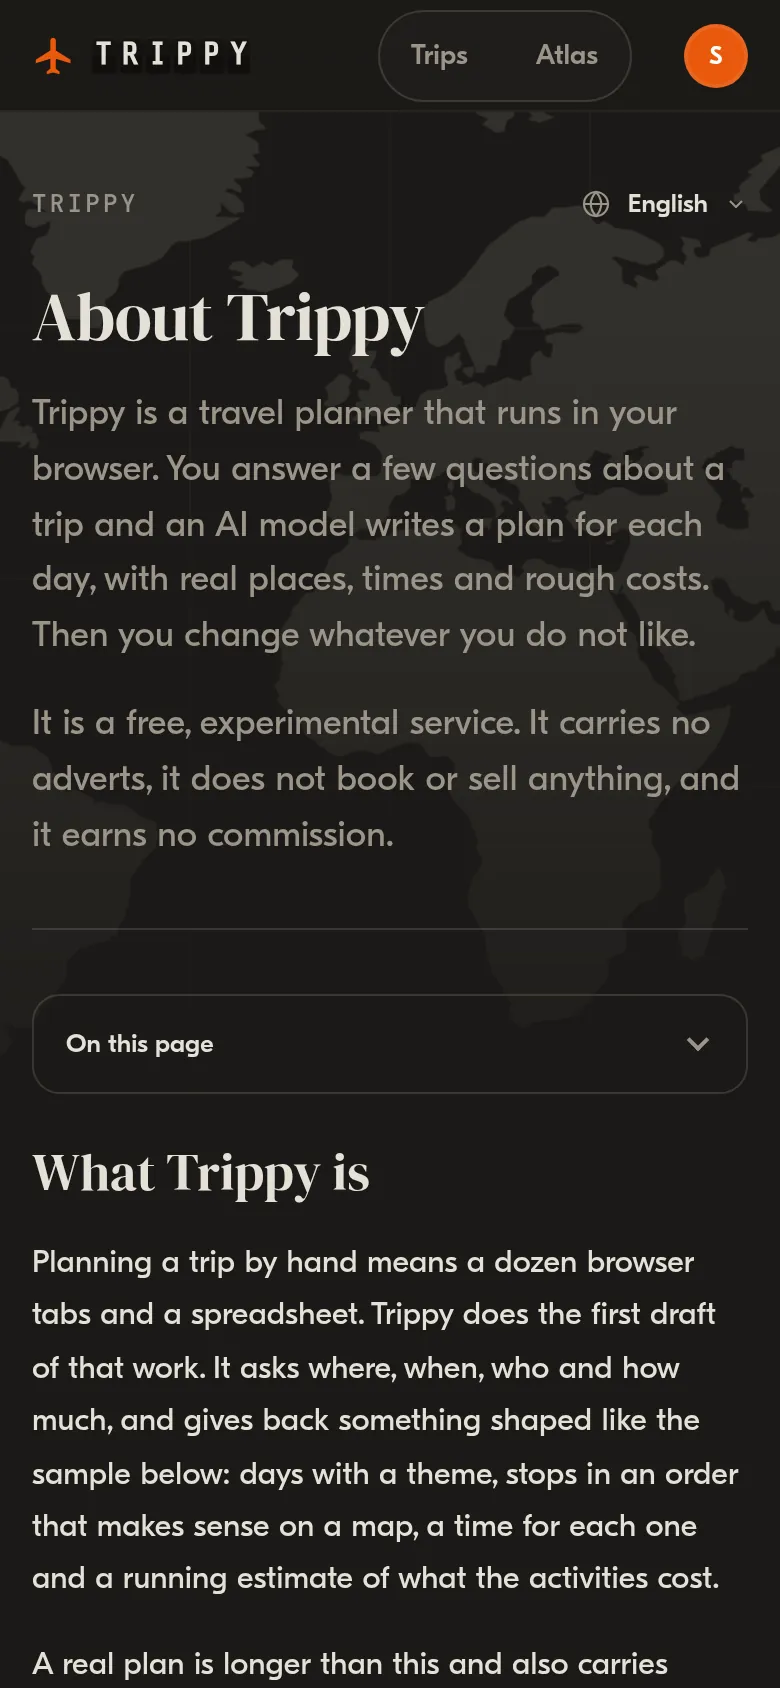 TRIPPY
Trips
Atlas
S
TRIPPY
English
About Trippy
Trippy is a travel planner that runs in your
browser. You answer a few questions about a
trip and an AI model writes a plan for each
day, with real places, times and rough costs.
Then you change whatever you do not like.
It is a free, experimental service. It carries no
adverts, it does not book or sell anything, and
it earns no commission.
On this page
What Trippy is
Planning a trip by hand means a dozen browser
tabs and a spreadsheet. Trippy does the first draft
of that work. It asks where, when, who and how
much, and gives back something shaped like the
sample below: days with a theme, stops in an order
that makes sense on a map, a time for each one
and a running estimate of what the activities cost.
A real plan is longer than this and also carries